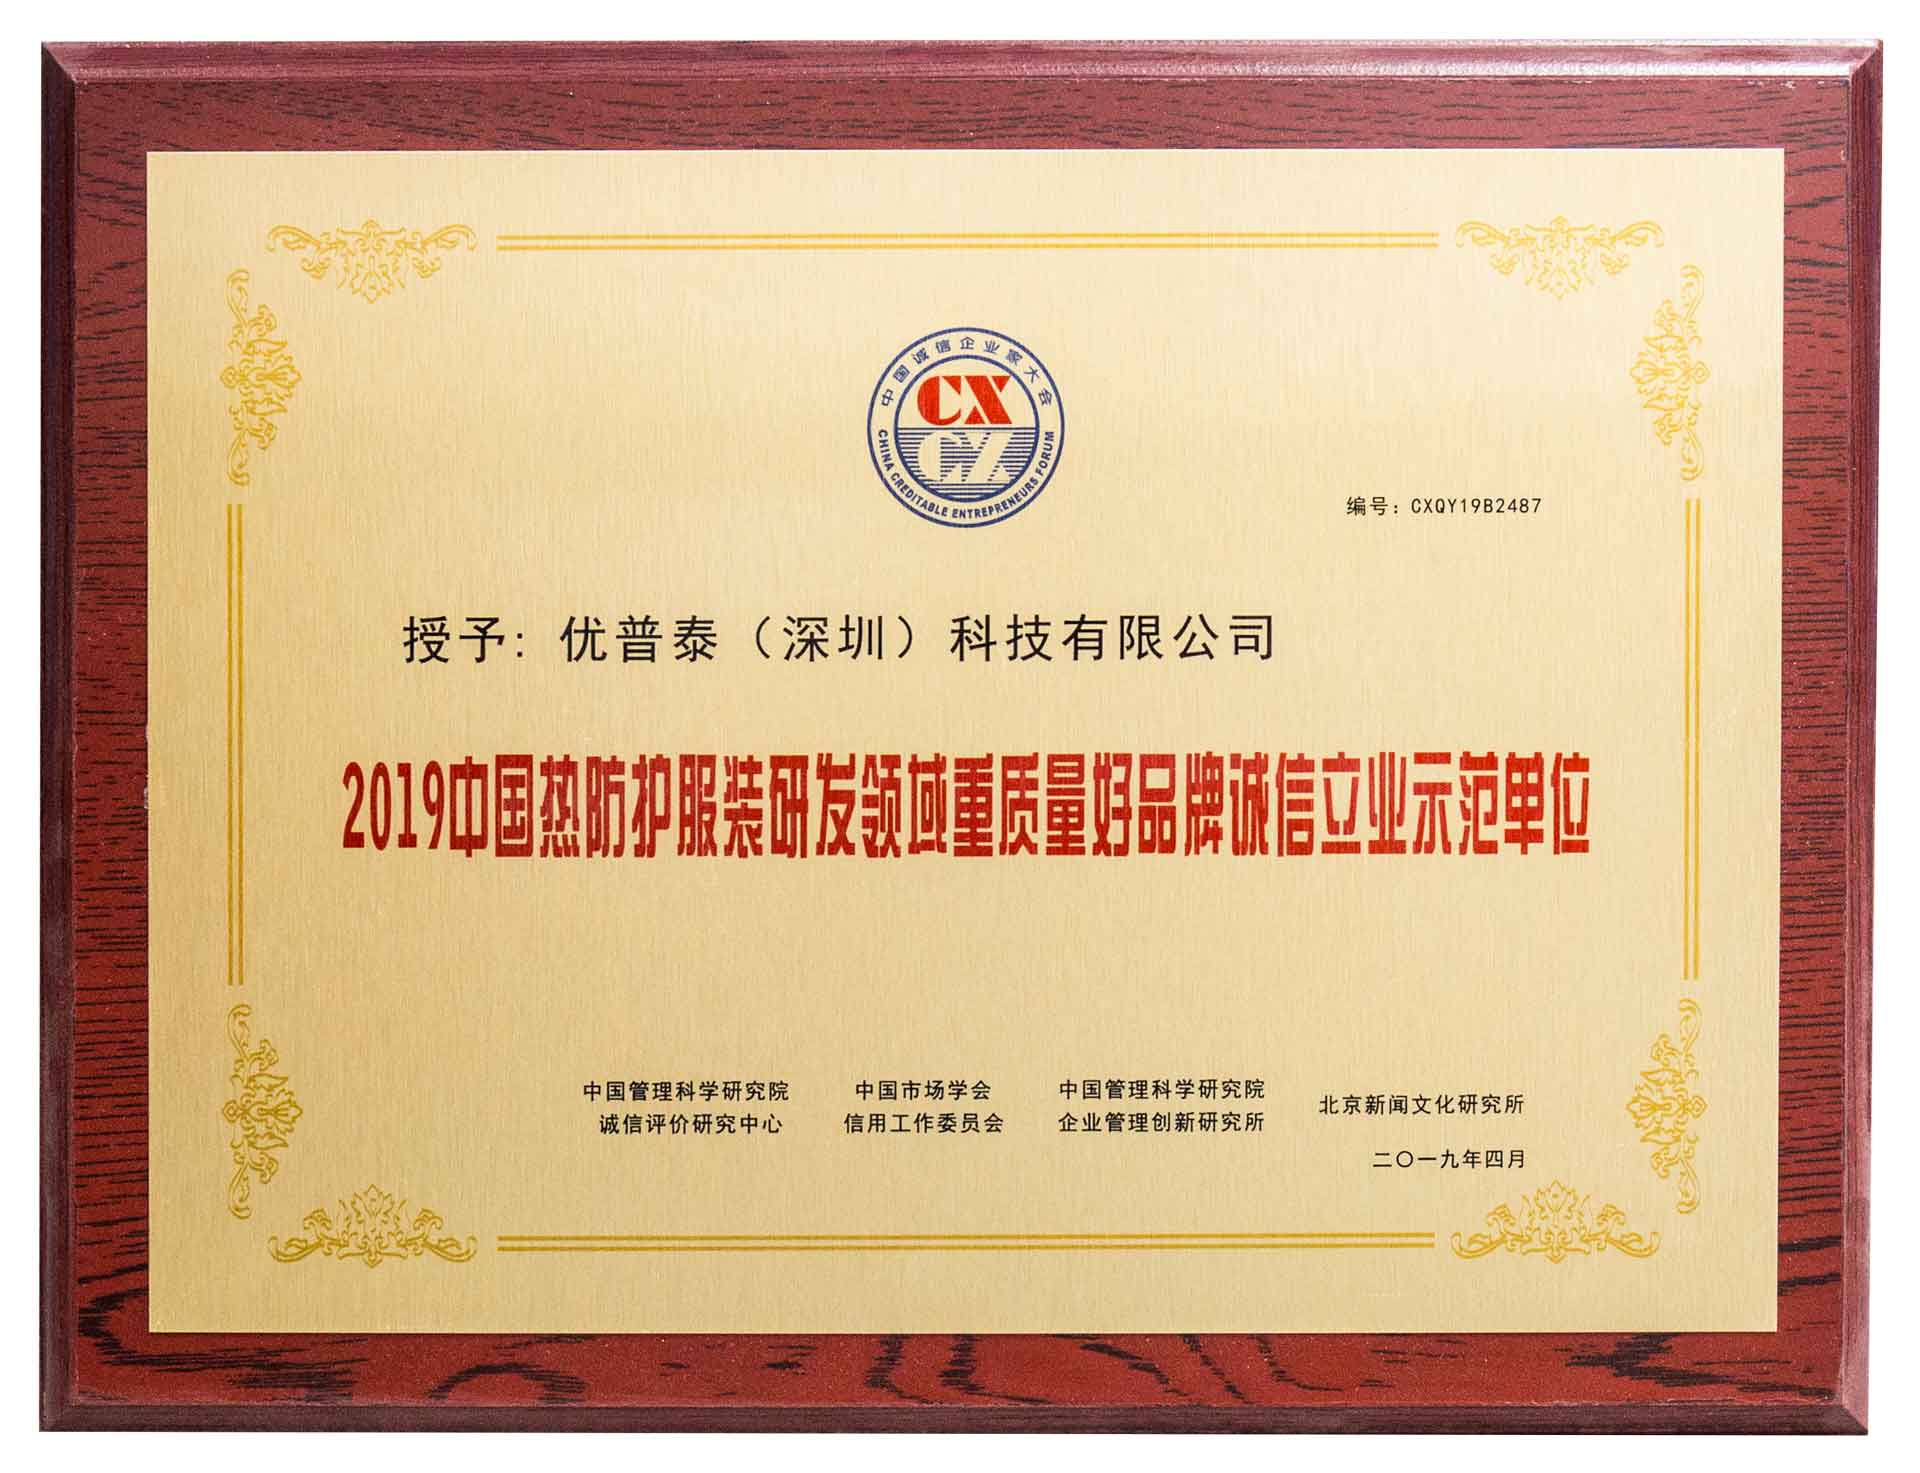 中国诚信企业家大会
CX
CX
CHINA CREDITABLE ENTREPRENEURS FORUM
编号：CXQY19B2487
授予：优普泰（深圳）科技有限公司
2019中国热防护服装研发领域重质量好品牌诚信立业示范单位
中国管理科学研究院
诚信评价研究中心
中国市场学会
信用工作委员会
中国管理科学研究院
企业管理创新研究所
北京新闻文化研究所
二〇一九年四月